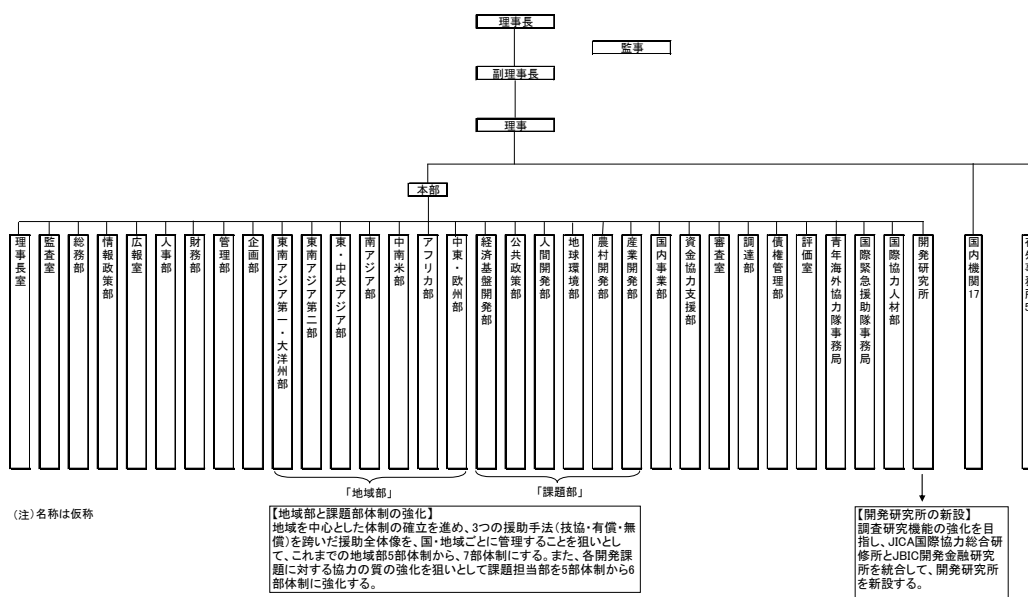 理事長
監事
副理事長
理事
本部
理事長室
監査室
総務部
情報政策部
広報室
人事部
財務部
管理部
企画部
東南アジア第一・大洋州部
東南アジア第二部
東・中央アジア部
南アジア部
中南米部
アフリカ部
中東・欧州部
経済基盤開発部
公共政策部
人間開発部
地球環境部
農村開発部
産業開発部
国内事業部
資金協力支援部
審査室
調達部
債権管理部
評価室
青年海外協力隊事務局
国際緊急援助隊事務局
国際協力人材部
開発研究所
国内機関17
「地域部」
「課題部」
(注)名称は仮称
【地域部と課題部体制の強化】
地域を中心とした体制の確立を進め、3つの援助手法(技協・有償・無
償)を跨いだ援助全体像を、国・地域ごとに管理することを狙いとし
て、これまでの地域部5部体制から、7部体制にする。また、各開発課
題に対する協力の質の強化を狙いとして課題担当部を5部体制から6
部体制に強化する。
【開発研究所の新設】
調査研究機能の強化を目
指し、JICA国際協力総合研
修所とJBIC開発金融研究
所を統合して、開発研究所
を新設する。